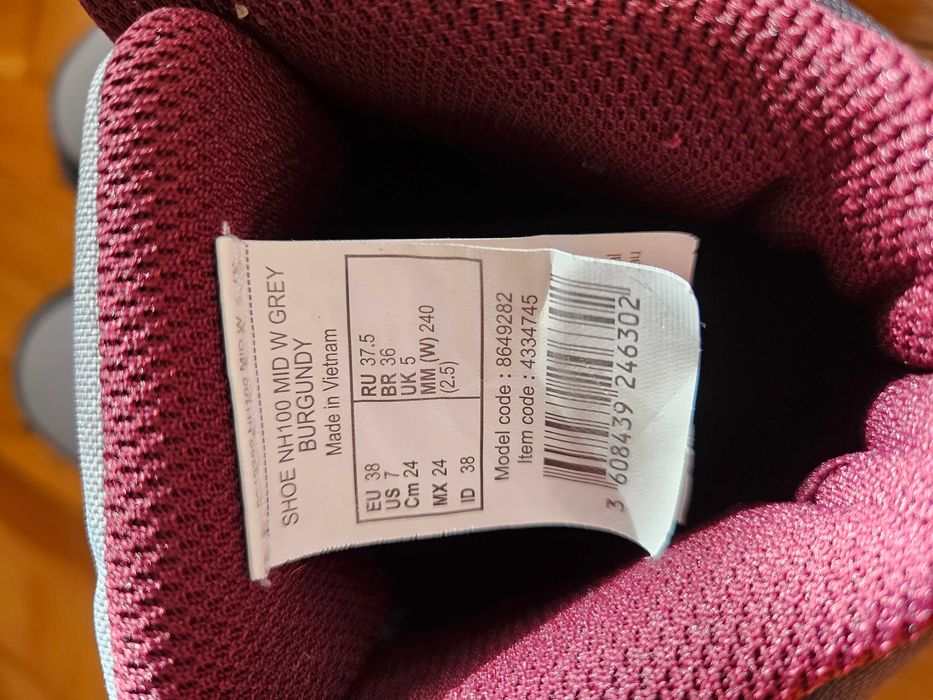 SHOE NH100 MID W GREY
BURGUNDY
Made in Vietnam
EU 38
US 7
Cm 24
MX 24
ID 38
RU 37.5
BR 36
UK 5
MM (W) 240
(2.5)
Model code : 8649282
Item code : 4334745
3 608439 246302